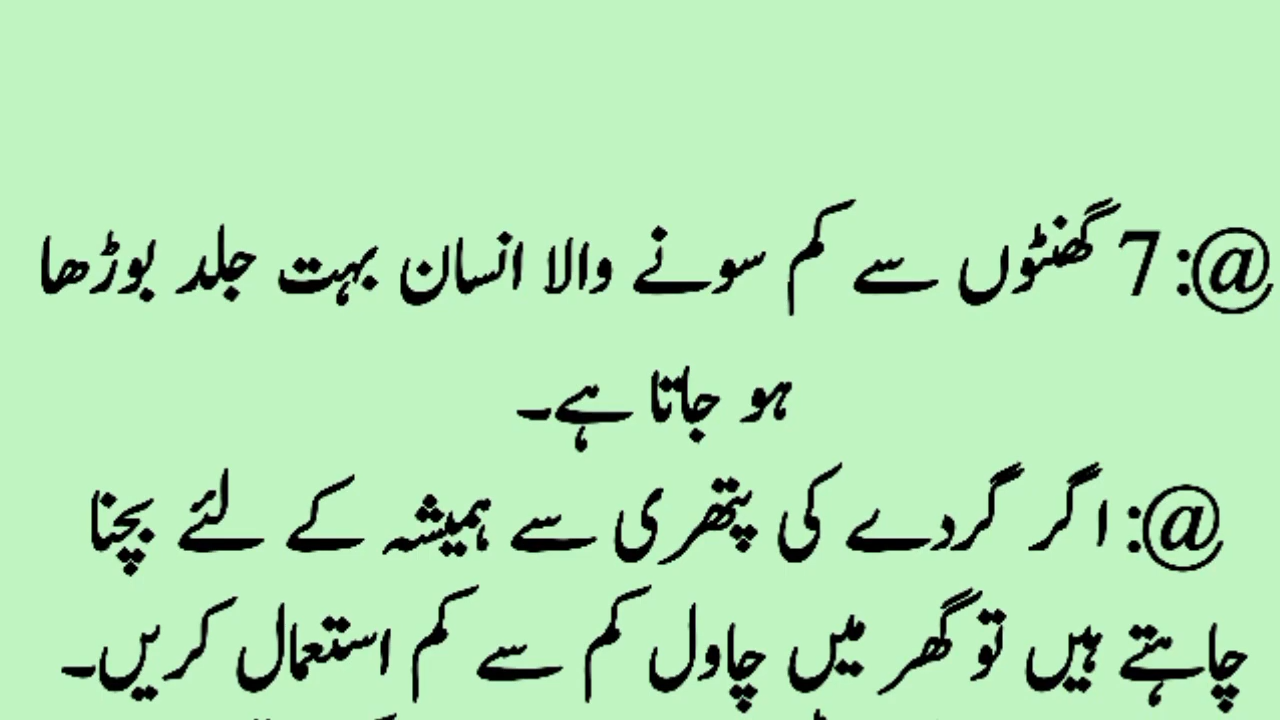 @: 7 گھنٹوں سے کم سونے والا انسان بہت جلد بوڑھا
ہو جاتا ہے۔
@: اگر گردے کی پتھری سے ہمیشہ کے لئے بچنا
چاہتے ہیں تو گھر میں چاول کم سے کم استعمال کریں۔